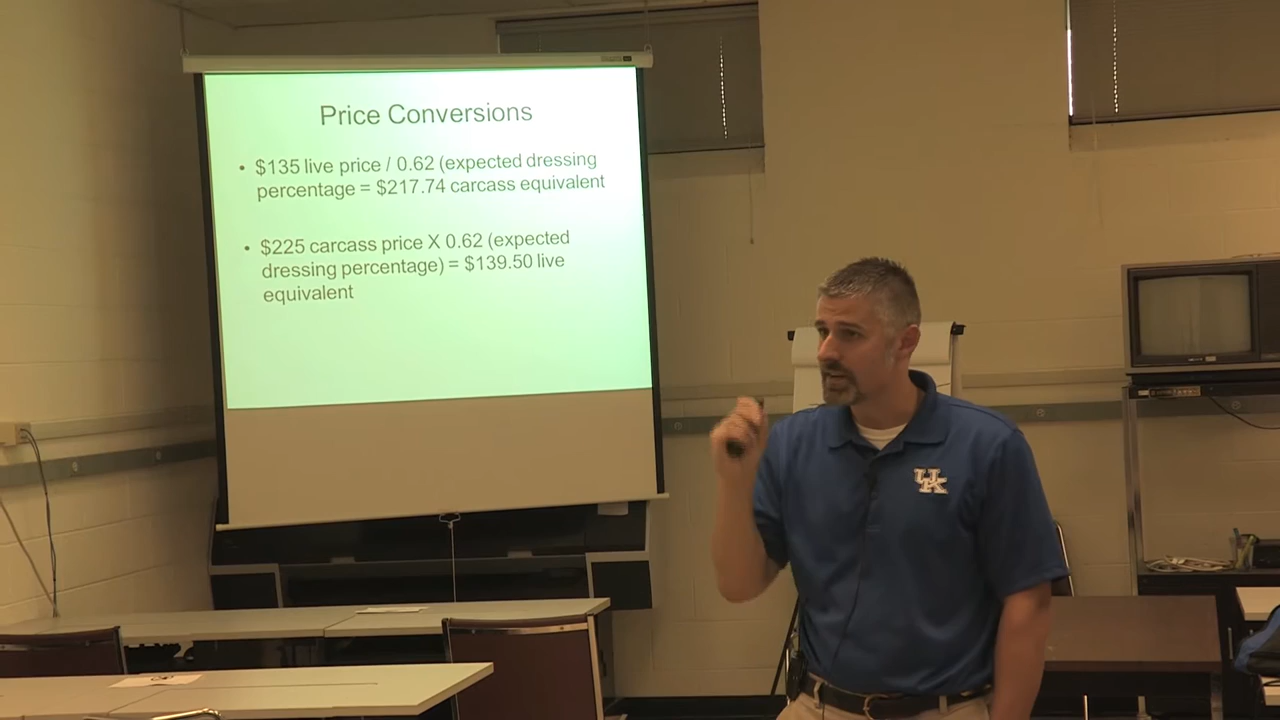 Price Conversions
• $135 live price / 0.62 (expected dressing
percentage = $217.74 carcass equivalent
• $225 carcass price X 0.62 (expected
dressing percentage) = $139.50 live
equivalent
UK